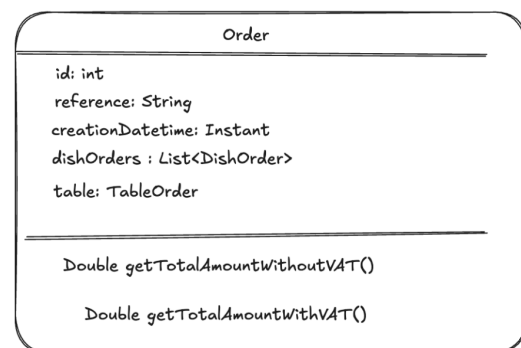 Order
id: int
reference: String
creationDatetime: Instant
dishOrders : List<DishOrder>
table: TableOrder
Double getTotalAmountWithoutVAT()
Double getTotalAmountWithVAT()